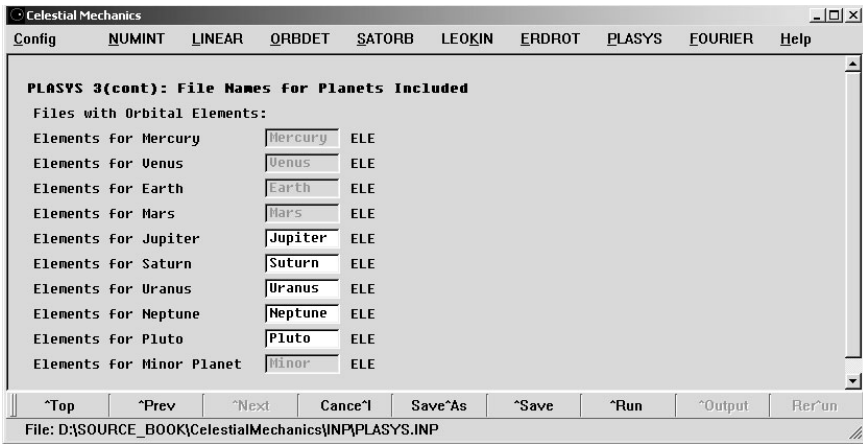 Celestial Mechanics
Config NUMINT LINEAR ORBDET SATORB LEOKIN ERDROT PLASYS FOURIER Help
PLASYS 3(cont): File Names for Planets Included
Files with Orbital Elements:
Elements for Mercury Mercury ELE
Elements for Venus Venus ELE
Elements for Earth Earth ELE
Elements for Mars Mars ELE
Elements for Jupiter Jupiter ELE
Elements for Saturn Suturn ELE
Elements for Uranus Uranus ELE
Elements for Neptune Neptune ELE
Elements for Pluto Pluto ELE
Elements for Minor Planet Minor ELE
^Top ^Prev ^Next Cance^l Save^As ^Save ^Run ^Output Rer^un
File: D:\SOURCE_BOOK\CelestialMechanics\INP\PLASYS.INP